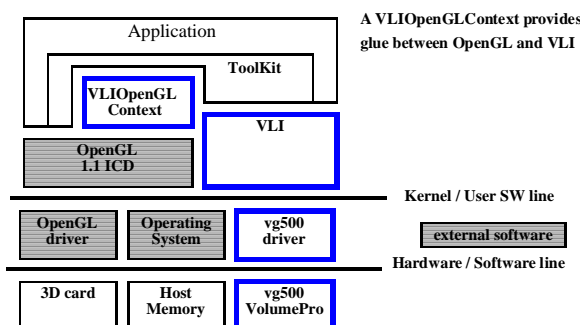 A VLIOpenGLContext provides
glue between OpenGL and VLI
Application
ToolKit
VLIOpenGL
Context
VLI
OpenGL
1.1 ICD
Kernel / User SW line
OpenGL
driver
Operating
System
vg500
driver
external software
Hardware / Software line
3D card
Host
Memory
vg500
VolumePro